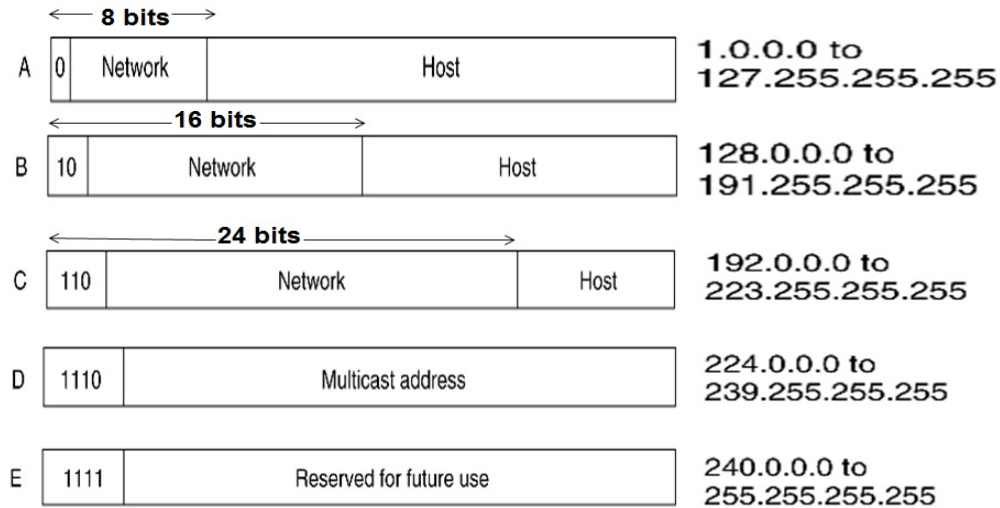 8 bits
A 0 Network Host 1.0.0.0 to
127.255.255.255
16 bits
B 10 Network Host 128.0.0.0 to
191.255.255.255
24 bits
C 110 Network Host 192.0.0.0 to
223.255.255.255
D 1110 Multicast address 224.0.0.0 to
239.255.255.255
E 1111 Reserved for future use 240.0.0.0 to
255.255.255.255